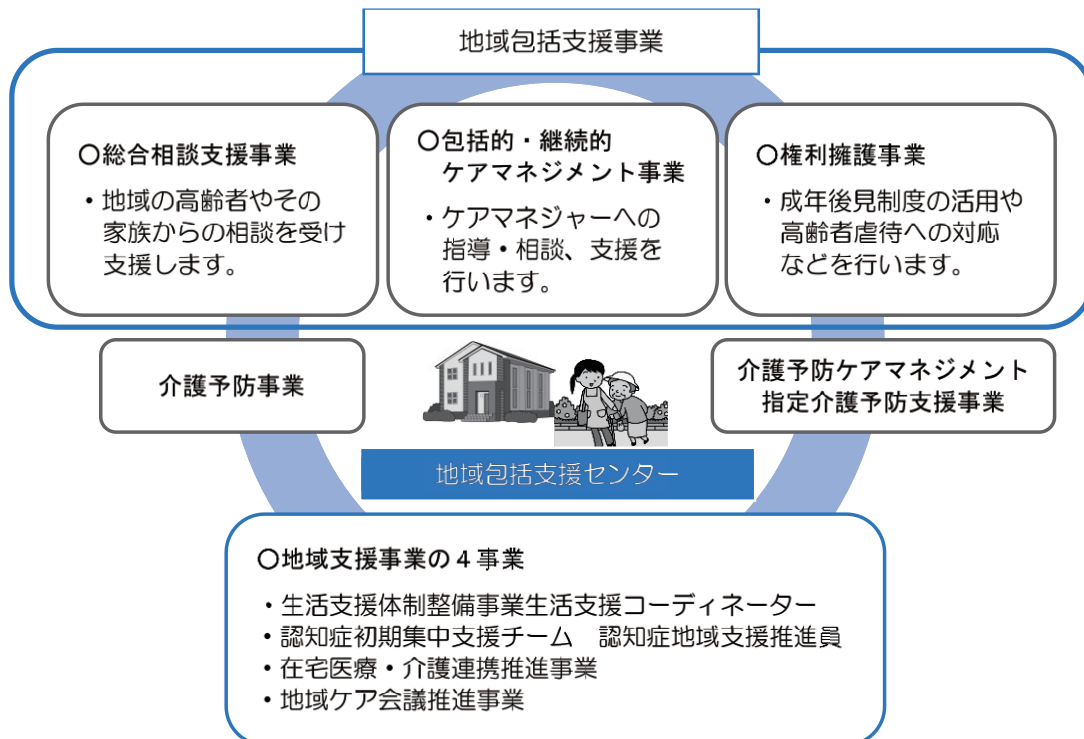 地域包括支援事業
〇総合相談支援事業
・地域の高齢者やその
家族からの相談を受け
支援します。
〇包括的・継続的
ケアマネジメント事業
・ケアマネジャーへの
指導・相談、支援を
行います。
〇権利擁護事業
・成年後見制度の活用や
高齢者虐待への対応
などを行います。
介護予防事業
介護予防ケアマネジメント
指定介護予防支援事業
地域包括支援センター
〇地域支援事業の４事業
・生活支援体制整備事業生活支援コーディネーター
・認知症初期集中支援チーム　認知症地域支援推進員
・在宅医療・介護連携推進事業
・地域ケア会議推進事業